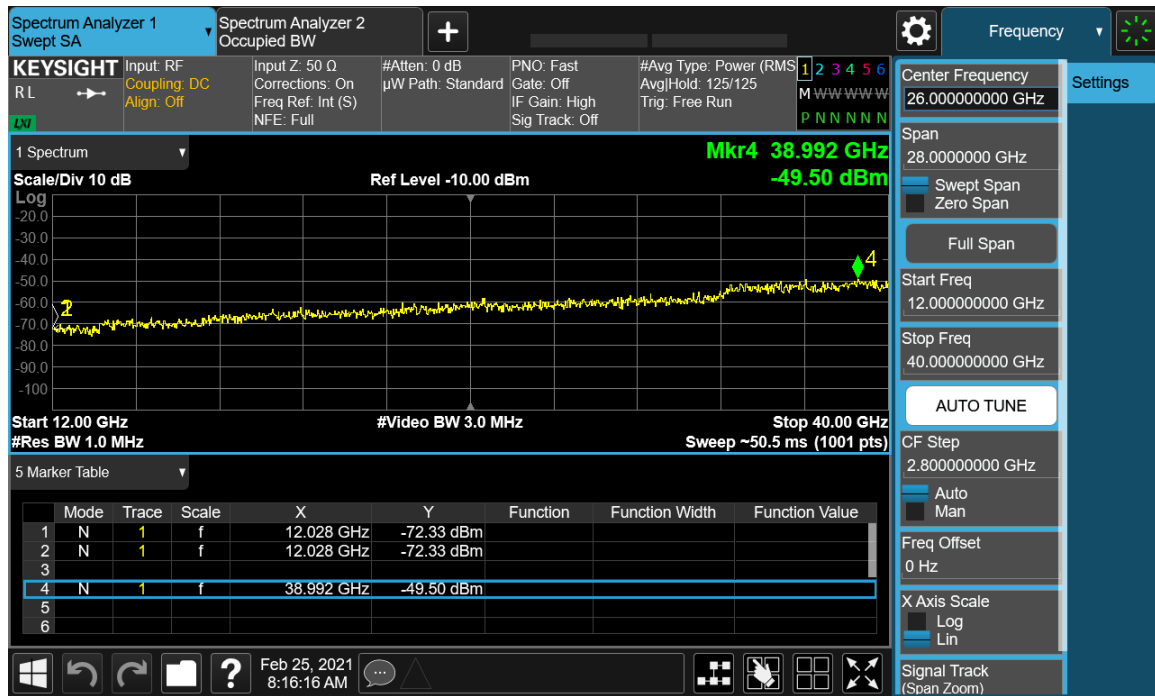 Spectrum Analyzer 1
Swept SA
Spectrum Analyzer 2
Occupied BW
Frequency
KEYSIGHT
R L
LXI
Input: RF
Coupling: DC
Align: Off
Input Z: 50 Ω
Corrections: On
Freq Ref: Int (S)
NFE: Full
#Atten: 0 dB
µW Path: Standard
PNO: Fast
Gate: Off
IF Gain: High
Sig Track: Off
#Avg Type: Power (RMS
Avg|Hold: 125/125
Trig: Free Run
1 2 3 4 5 6
M W W W W W
P N N N N N
1 Spectrum
Scale/Div 10 dB
Ref Level -10.00 dBm
Mkr4 38.992 GHz
-49.50 dBm
Log
-20.0
-30.0
-40.0
-50.0
-60.0
-70.0
-80.0
-90.0
-100
2
4
Start 12.00 GHz
#Video BW 3.0 MHz
Stop 40.00 GHz
#Res BW 1.0 MHz
Sweep ~50.5 ms (1001 pts)
5 Marker Table
Mode Trace Scale X Y Function Function Width Function Value
1 N 1 f 12.028 GHz -72.33 dBm
2 N 1 f 12.028 GHz -72.33 dBm
3
4 N 1 f 38.992 GHz -49.50 dBm
5
6
?
Feb 25, 2021
8:16:16 AM
Center Frequency
26.000000000 GHz
Settings
Span
28.0000000 GHz
Swept Span
Zero Span
Full Span
Start Freq
12.000000000 GHz
Stop Freq
40.000000000 GHz
AUTO TUNE
CF Step
2.800000000 GHz
Auto
Man
Freq Offset
0 Hz
X Axis Scale
Log
Lin
Signal Track
(Span Zoom)